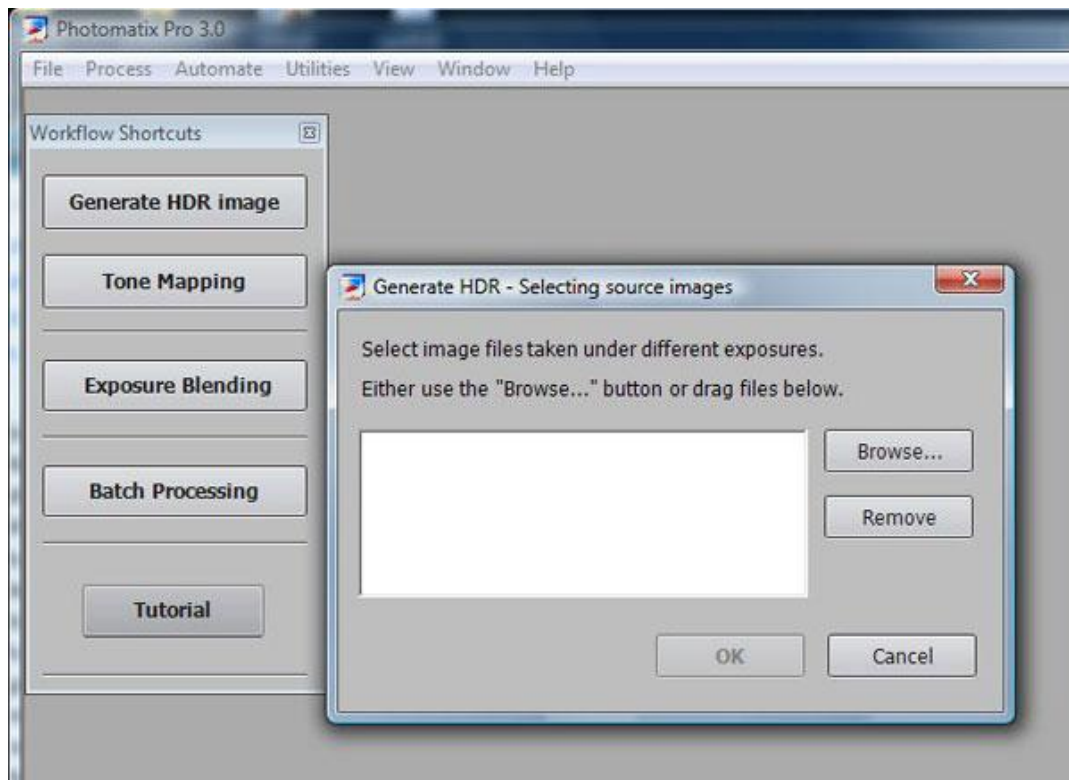 Photomatix Pro 3.0
File Process Automate Utilities View Window Help
Workflow Shortcuts
Generate HDR image
Tone Mapping
Exposure Blending
Batch Processing
Tutorial
Generate HDR - Selecting source images
Select image files taken under different exposures.
Either use the "Browse..." button or drag files below.
Browse...
Remove
OK Cancel